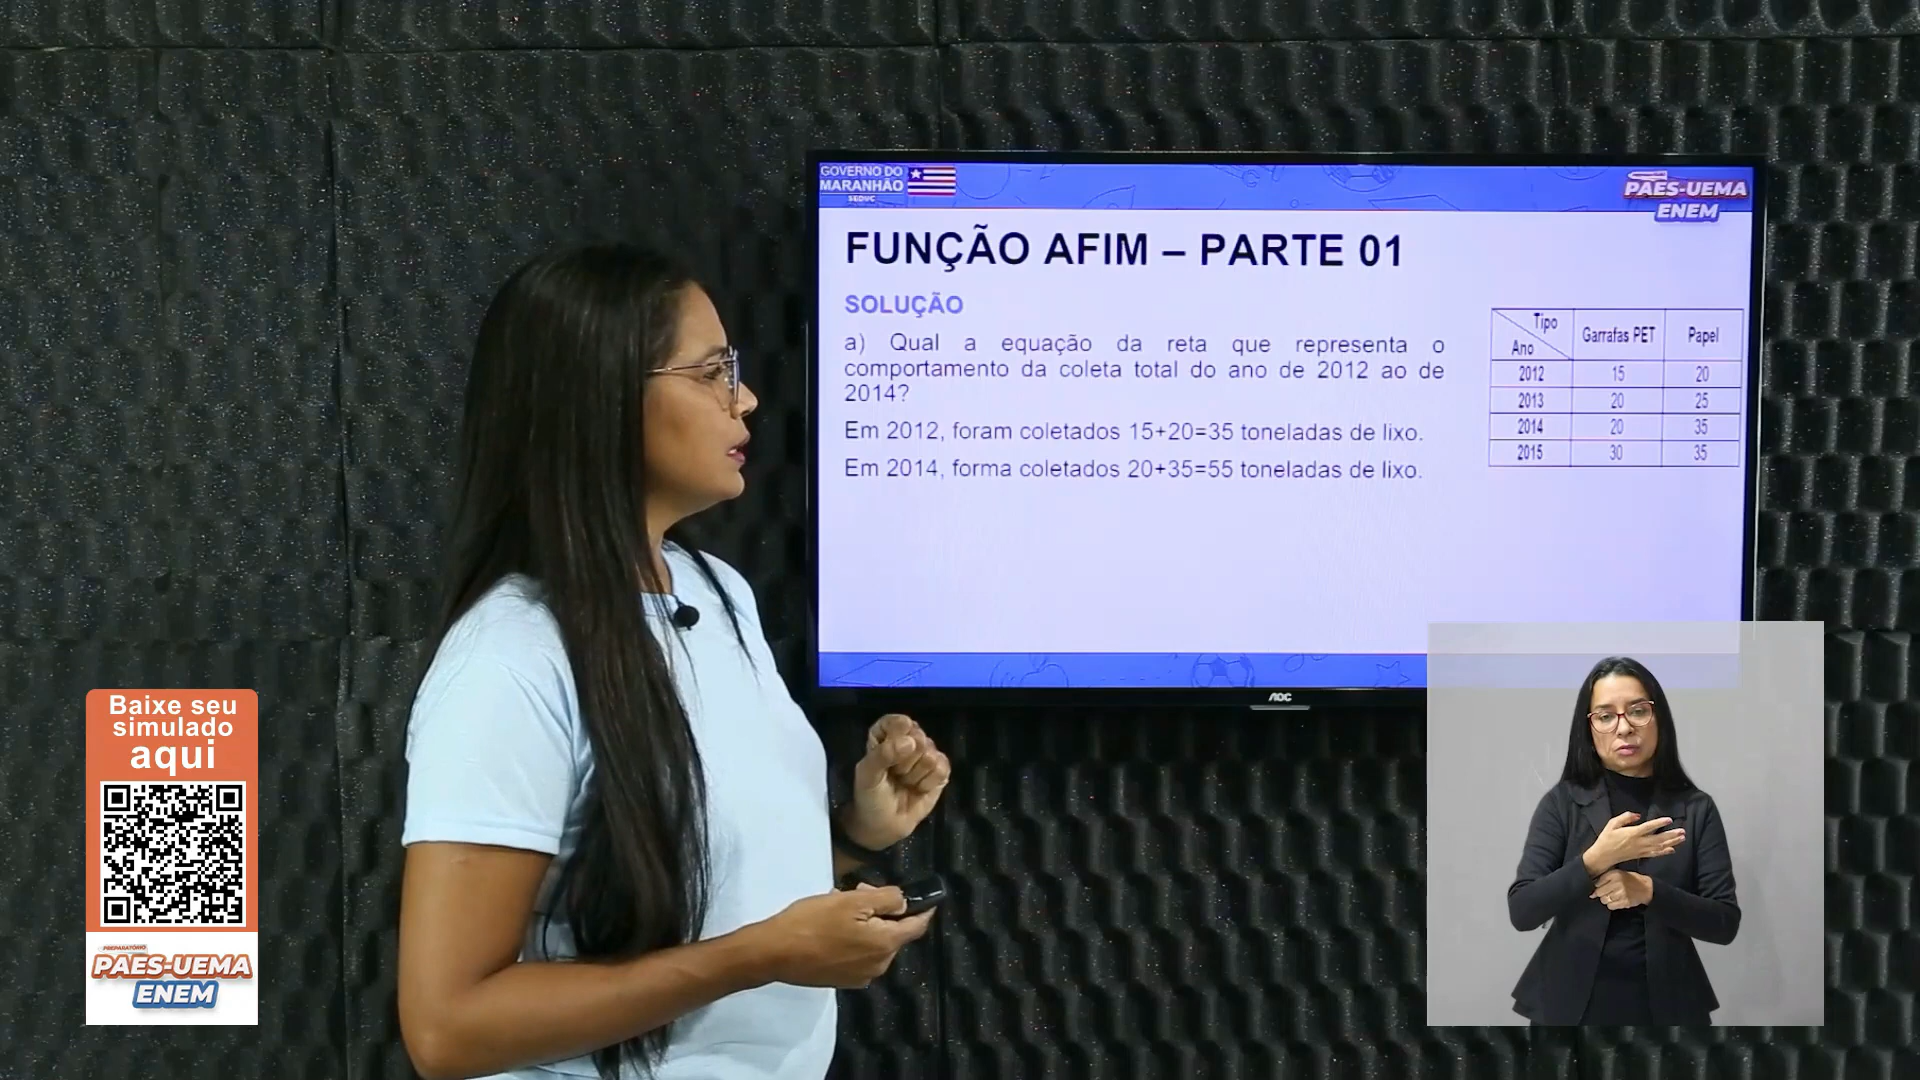 GOVERNO DO
MARANHÃO
SEDUC
PAES-UEMA
ENEM
FUNÇÃO AFIM – PARTE 01
SOLUÇÃO
a) Qual a equação da reta que representa o
comportamento da coleta total do ano de 2012 ao de
2014?
Em 2012, foram coletados 15+20=35 toneladas de lixo.
Em 2014, forma coletados 20+35=55 toneladas de lixo.
Tipo Garrafas PET Papel
Ano
2012 15 20
2013 20 25
2014 20 35
2015 30 35
AOC
Baixe seu
simulado
aqui
PREPARATÓRIO
PAES-UEMA
ENEM